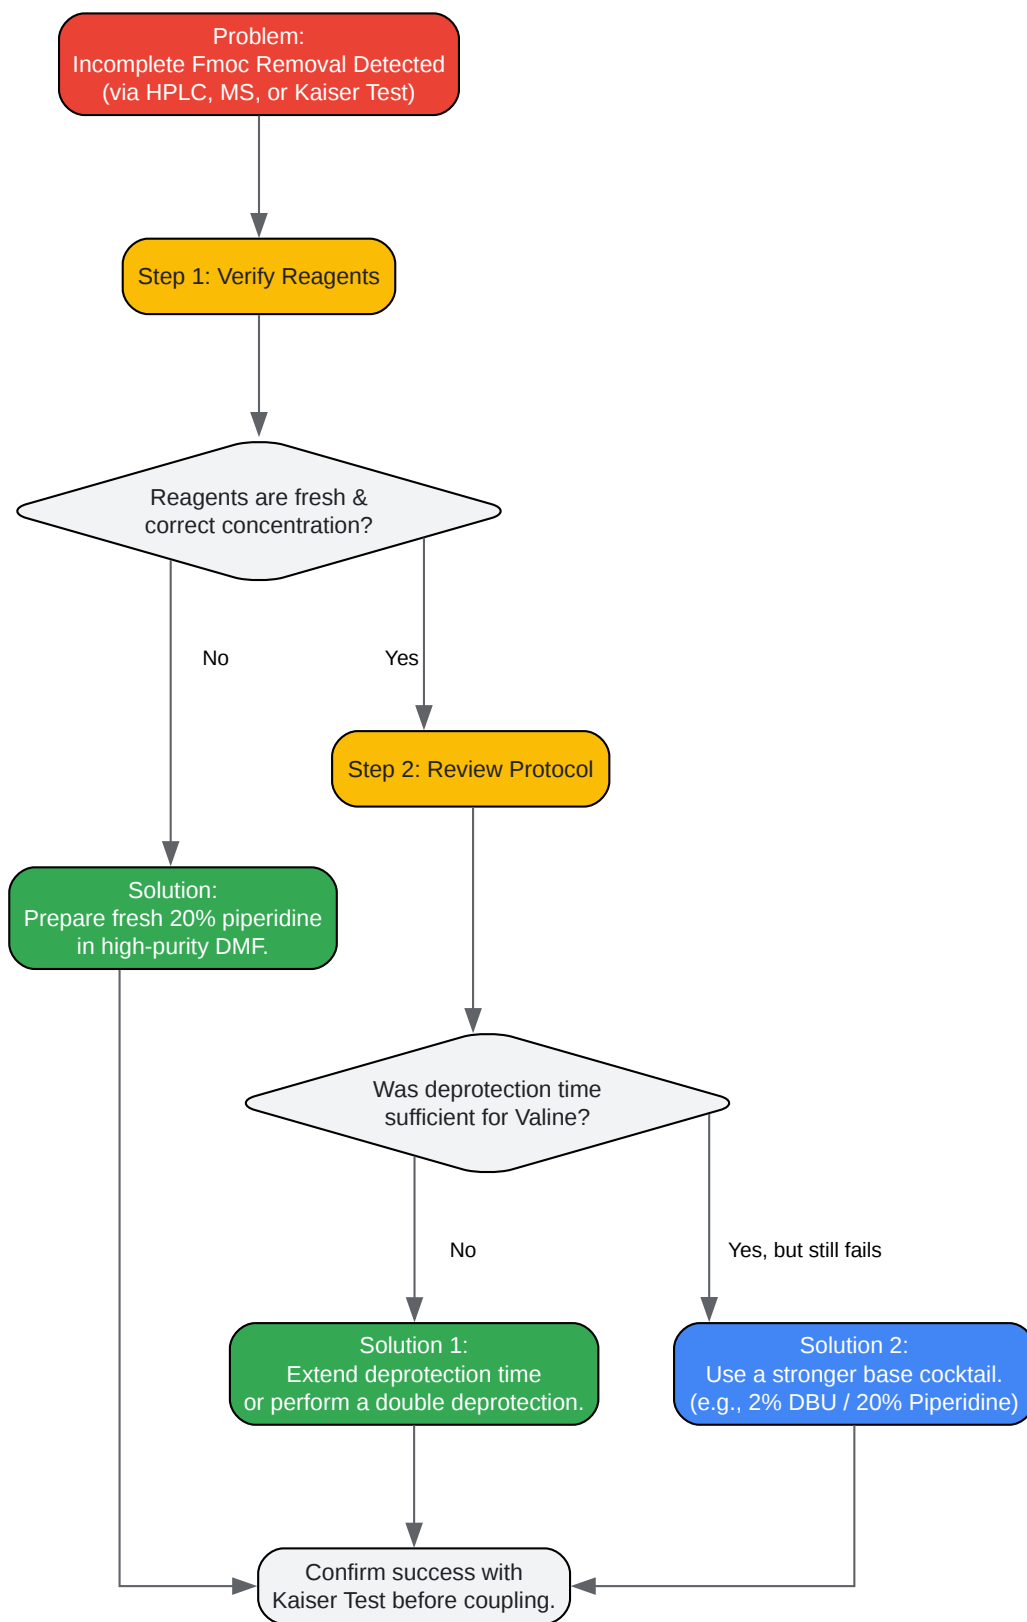 Problem:
Incomplete Fmoc Removal Detected
(via HPLC, MS, or Kaiser Test)
Step 1: Verify Reagents
Reagents are fresh &
correct concentration?
No
Yes
Step 2: Review Protocol
Solution:
Prepare fresh 20% piperidine
in high-purity DMF.
Was deprotection time
sufficient for Valine?
No
Yes, but still fails
Solution 1:
Extend deprotection time
or perform a double deprotection.
Solution 2:
Use a stronger base cocktail.
(e.g., 2% DBU / 20% Piperidine)
Confirm success with
Kaiser Test before coupling.